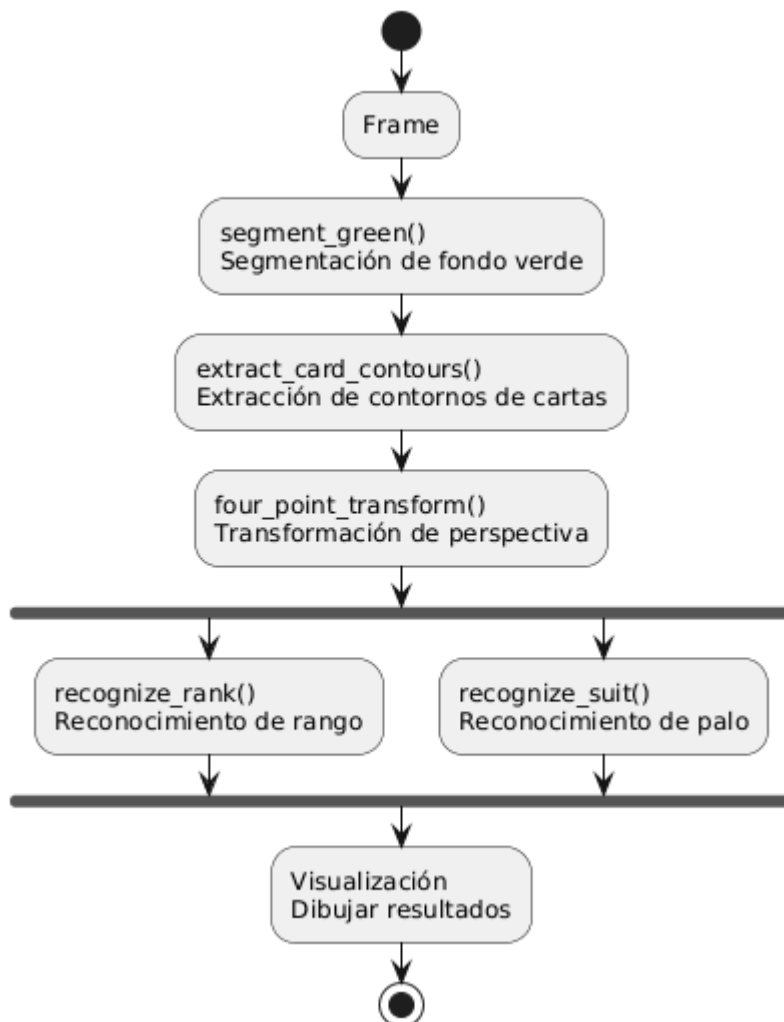 Frame
segment_green()
Segmentación de fondo verde
extract_card_contours()
Extracción de contornos de cartas
four_point_transform()
Transformación de perspectiva
recognize_rank()
Reconocimiento de rango
recognize_suit()
Reconocimiento de palo
Visualización
Dibujar resultados